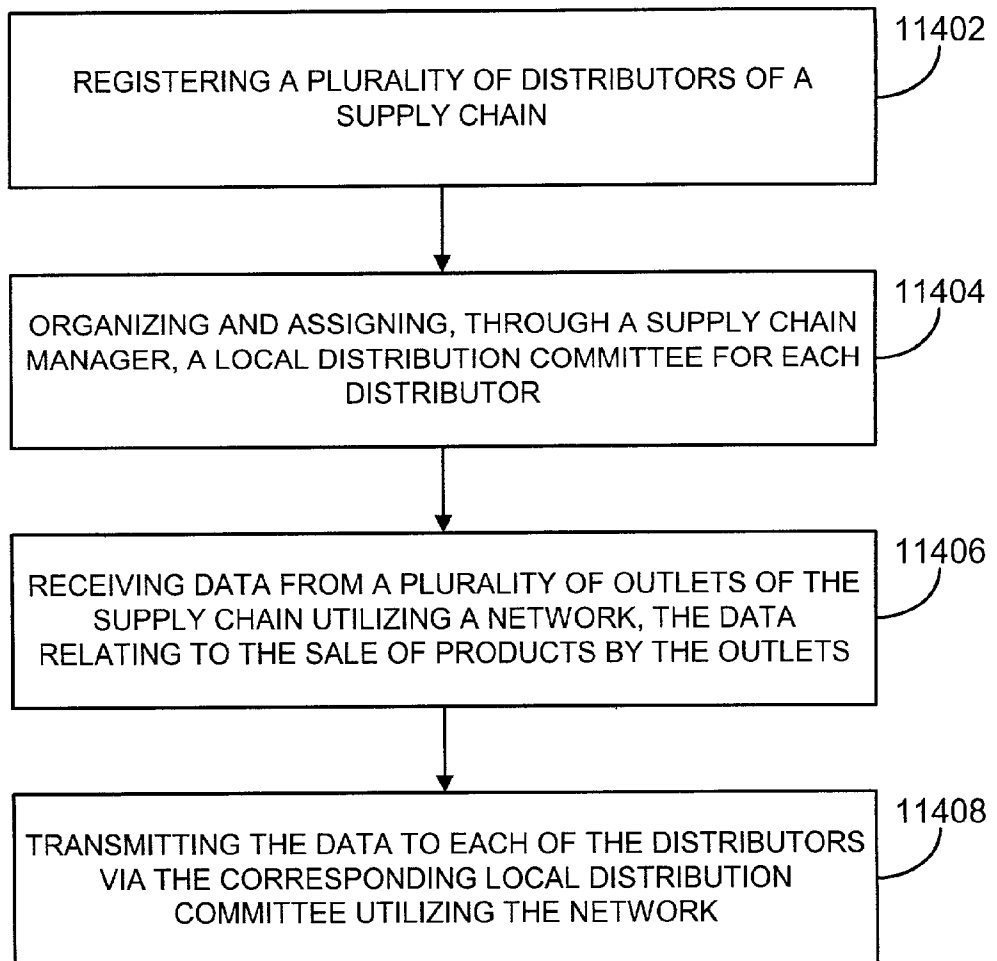 11402
REGISTERING A PLURALITY OF DISTRIBUTORS OF A
SUPPLY CHAIN
11404
ORGANIZING AND ASSIGNING, THROUGH A SUPPLY CHAIN
MANAGER, A LOCAL DISTRIBUTION COMMITTEE FOR EACH
DISTRIBUTOR
11406
RECEIVING DATA FROM A PLURALITY OF OUTLETS OF THE
SUPPLY CHAIN UTILIZING A NETWORK, THE DATA
RELATING TO THE SALE OF PRODUCTS BY THE OUTLETS
11408
TRANSMITTING THE DATA TO EACH OF THE DISTRIBUTORS
VIA THE CORRESPONDING LOCAL DISTRIBUTION
COMMITTEE UTILIZING THE NETWORK